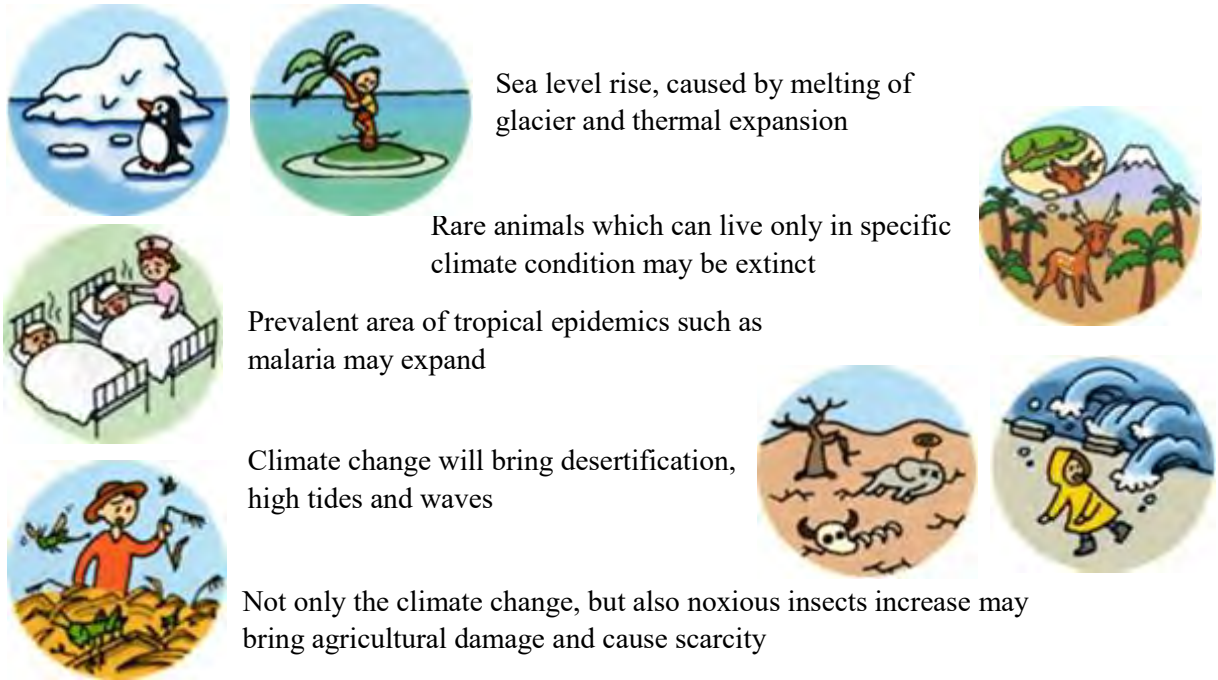 Sea level rise, caused by melting of
glacier and thermal expansion
Rare animals which can live only in specific
climate condition may be extinct
Prevalent area of tropical epidemics such as
malaria may expand
Climate change will bring desertification,
high tides and waves
Not only the climate change, but also noxious insects increase may
bring agricultural damage and cause scarcity